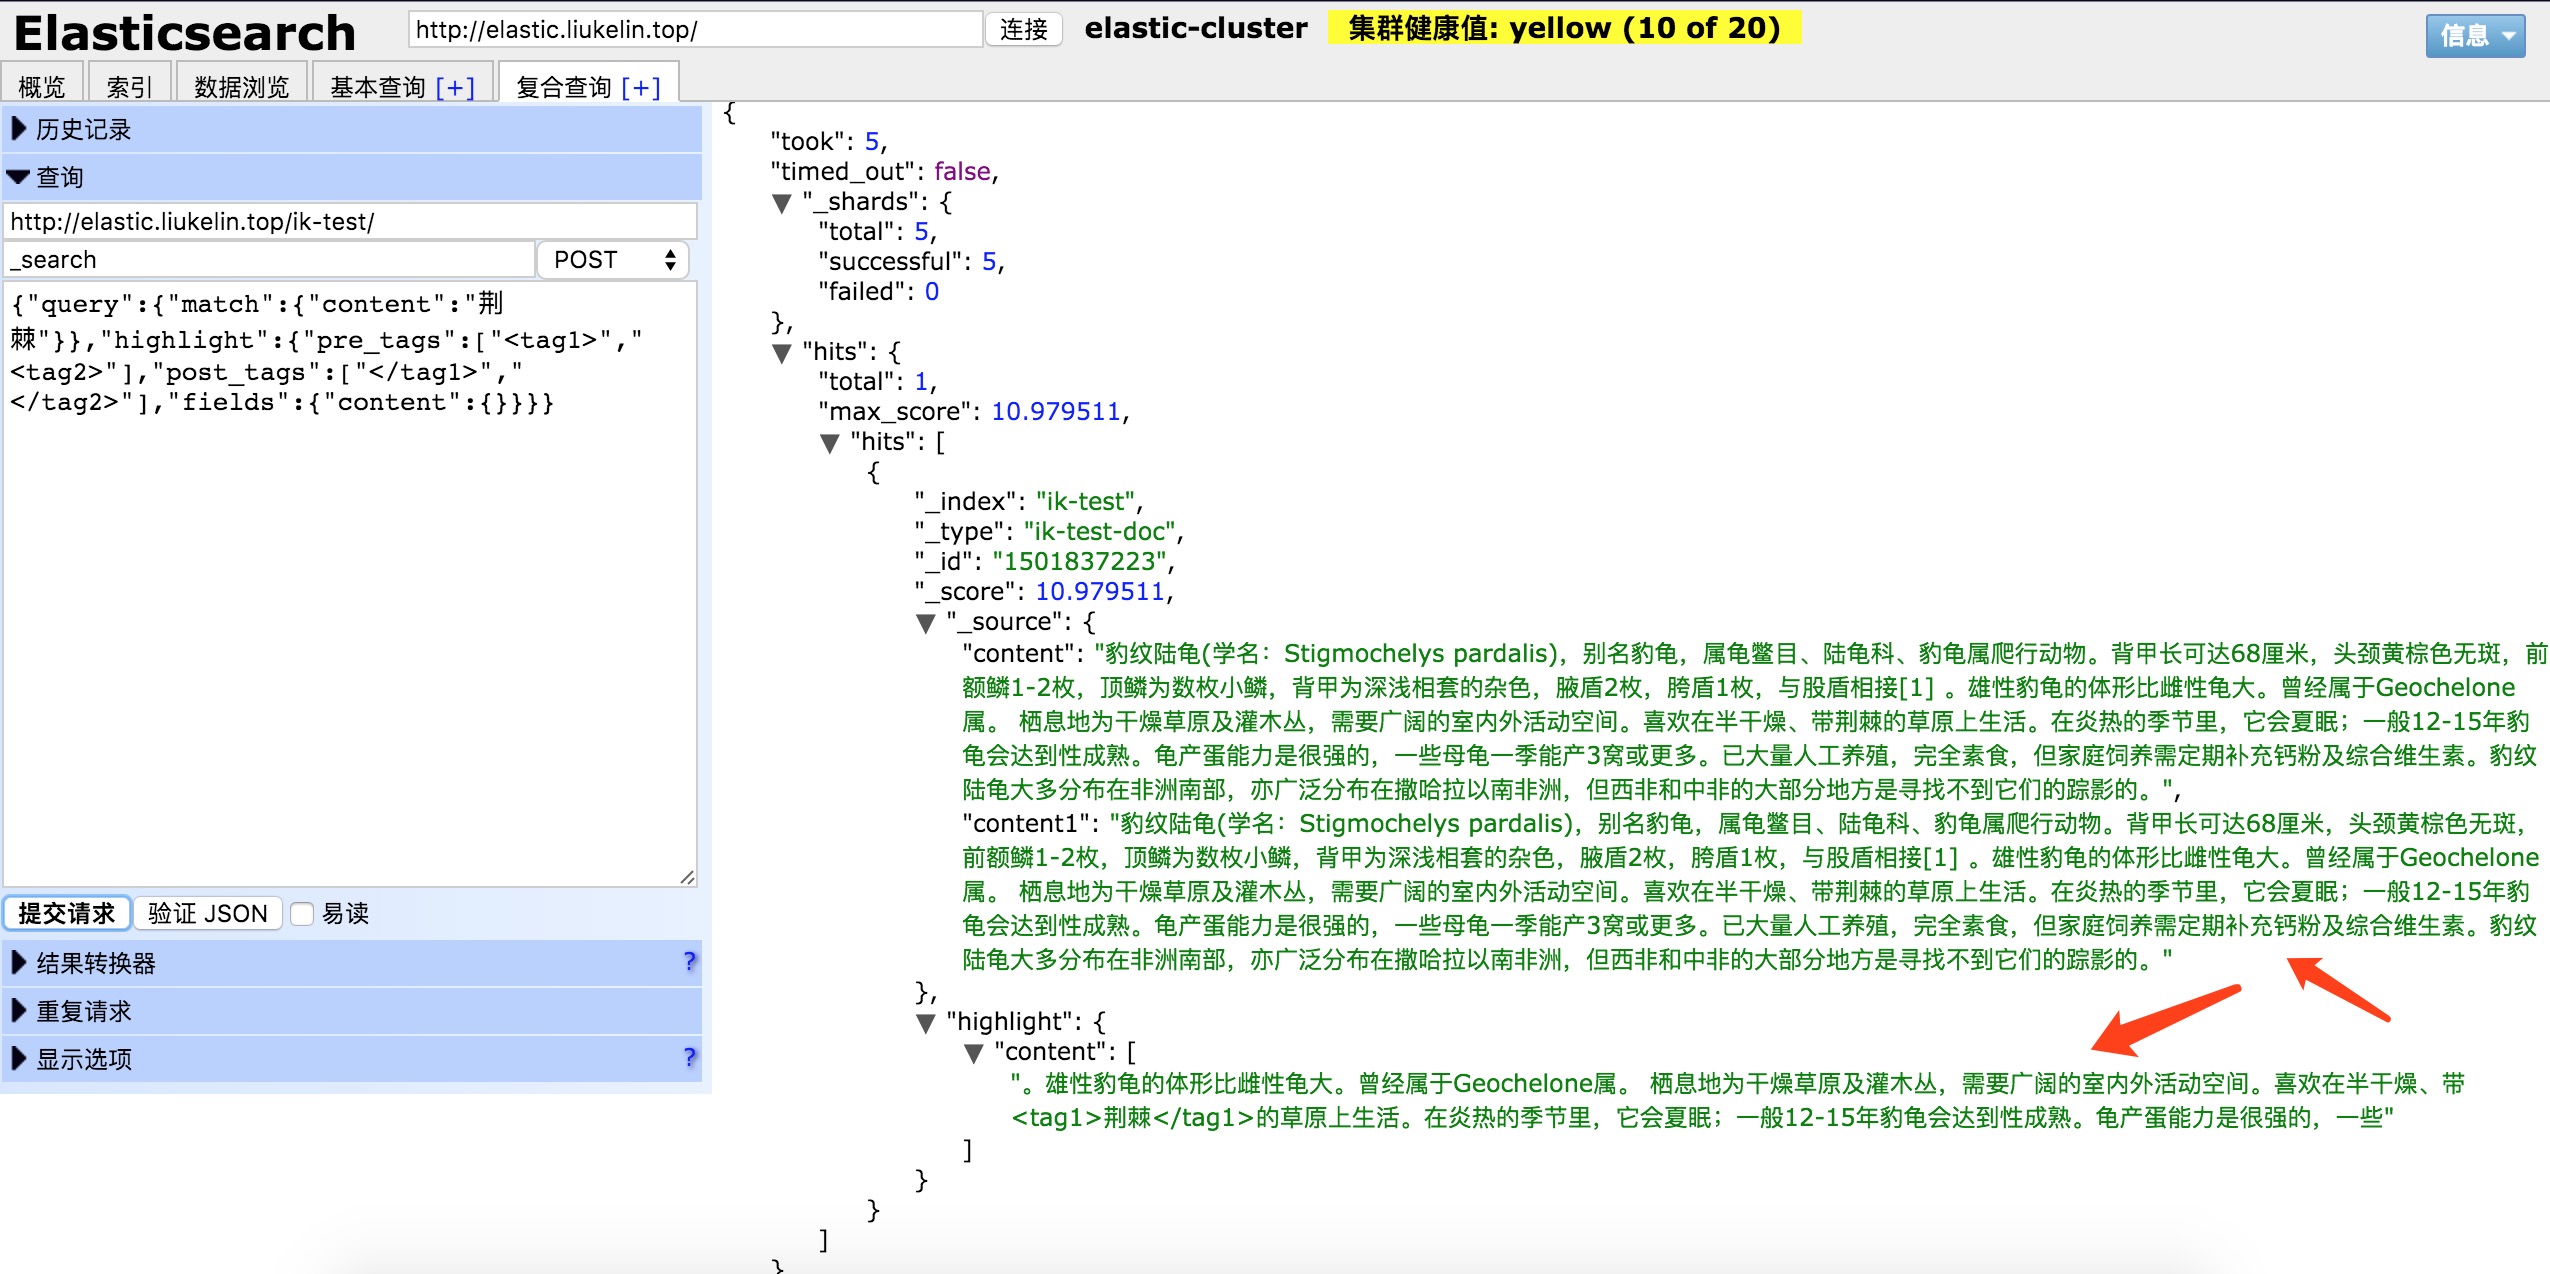 Elasticsearch
http://elastic.liukelin.top/
连接
elastic-cluster
集群健康值: yellow (10 of 20)
信息
概览
索引
数据浏览
基本查询 [+]
复合查询 [+]
历史记录
查询
http://elastic.liukelin.top/ik-test/
_search
POST
{"query":{"match":{"content":"荆
棘"}},"highlight":{"pre_tags":["<tag1>","
<tag2>"],"post_tags":["</tag1>","
</tag2>"],"fields":{"content":{}}}}
提交请求
验证 JSON
易读
结果转换器 ?
重复请求
显示选项 ?
{
"took": 5,
"timed_out": false,
"_shards": {
"total": 5,
"successful": 5,
"failed": 0
},
"hits": {
"total": 1,
"max_score": 10.979511,
"hits": [
{
"_index": "ik-test",
"_type": "ik-test-doc",
"_id": "1501837223",
"_score": 10.979511,
"_source": {
"content": "豹纹陆龟(学名：Stigmochelys pardalis)，别名豹龟，属龟鳖目、陆龟科、豹龟属爬行动物。背甲长可达68厘米，头颈黄棕色无斑，前
额鳞1-2枚，顶鳞为数枚小鳞，背甲为深浅相套的杂色，腋盾2枚，胯盾1枚，与股盾相接[1] 。雄性豹龟的体形比雌性龟大。曾经属于Geochelone
属。 栖息地为干燥草原及灌木丛，需要广阔的室内外活动空间。喜欢在半干燥、带荆棘的草原上生活。在炎热的季节里，它会夏眠；一般12-15年豹
龟会达到性成熟。龟产蛋能力是很强的，一些母龟一季能产3窝或更多。已大量人工养殖，完全素食，但家庭饲养需定期补充钙粉及综合维生素。豹纹
陆龟大多分布在非洲南部，亦广泛分布在撒哈拉以南非洲，但西非和中非的大部分地方是寻找不到它们的踪影的。",
"content1": "豹纹陆龟(学名：Stigmochelys pardalis)，别名豹龟，属龟鳖目、陆龟科、豹龟属爬行动物。背甲长可达68厘米，头颈黄棕色无斑，
前额鳞1-2枚，顶鳞为数枚小鳞，背甲为深浅相套的杂色，腋盾2枚，胯盾1枚，与股盾相接[1] 。雄性豹龟的体形比雌性龟大。曾经属于Geochelone
属。 栖息地为干燥草原及灌木丛，需要广阔的室内外活动空间。喜欢在半干燥、带荆棘的草原上生活。在炎热的季节里，它会夏眠；一般12-15年豹
龟会达到性成熟。龟产蛋能力是很强的，一些母龟一季能产3窝或更多。已大量人工养殖，完全素食，但家庭饲养需定期补充钙粉及综合维生素。豹纹
陆龟大多分布在非洲南部，亦广泛分布在撒哈拉以南非洲，但西非和中非的大部分地方是寻找不到它们的踪影的。"
},
"highlight": {
"content": [
"。雄性豹龟的体形比雌性龟大。曾经属于Geochelone属。 栖息地为干燥草原及灌木丛，需要广阔的室内外活动空间。喜欢在半干燥、带
<tag1>荆棘</tag1>的草原上生活。在炎热的季节里，它会夏眠；一般12-15年豹龟会达到性成熟。龟产蛋能力是很强的，一些"
]
}
}
]
}